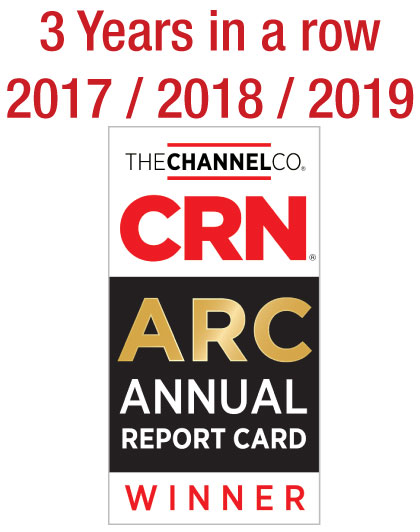 3 Years in a row
2017 / 2018 / 2019
THECHANNELCO.®
CRN®
ARC
ANNUAL
REPORT CARD
WINNER